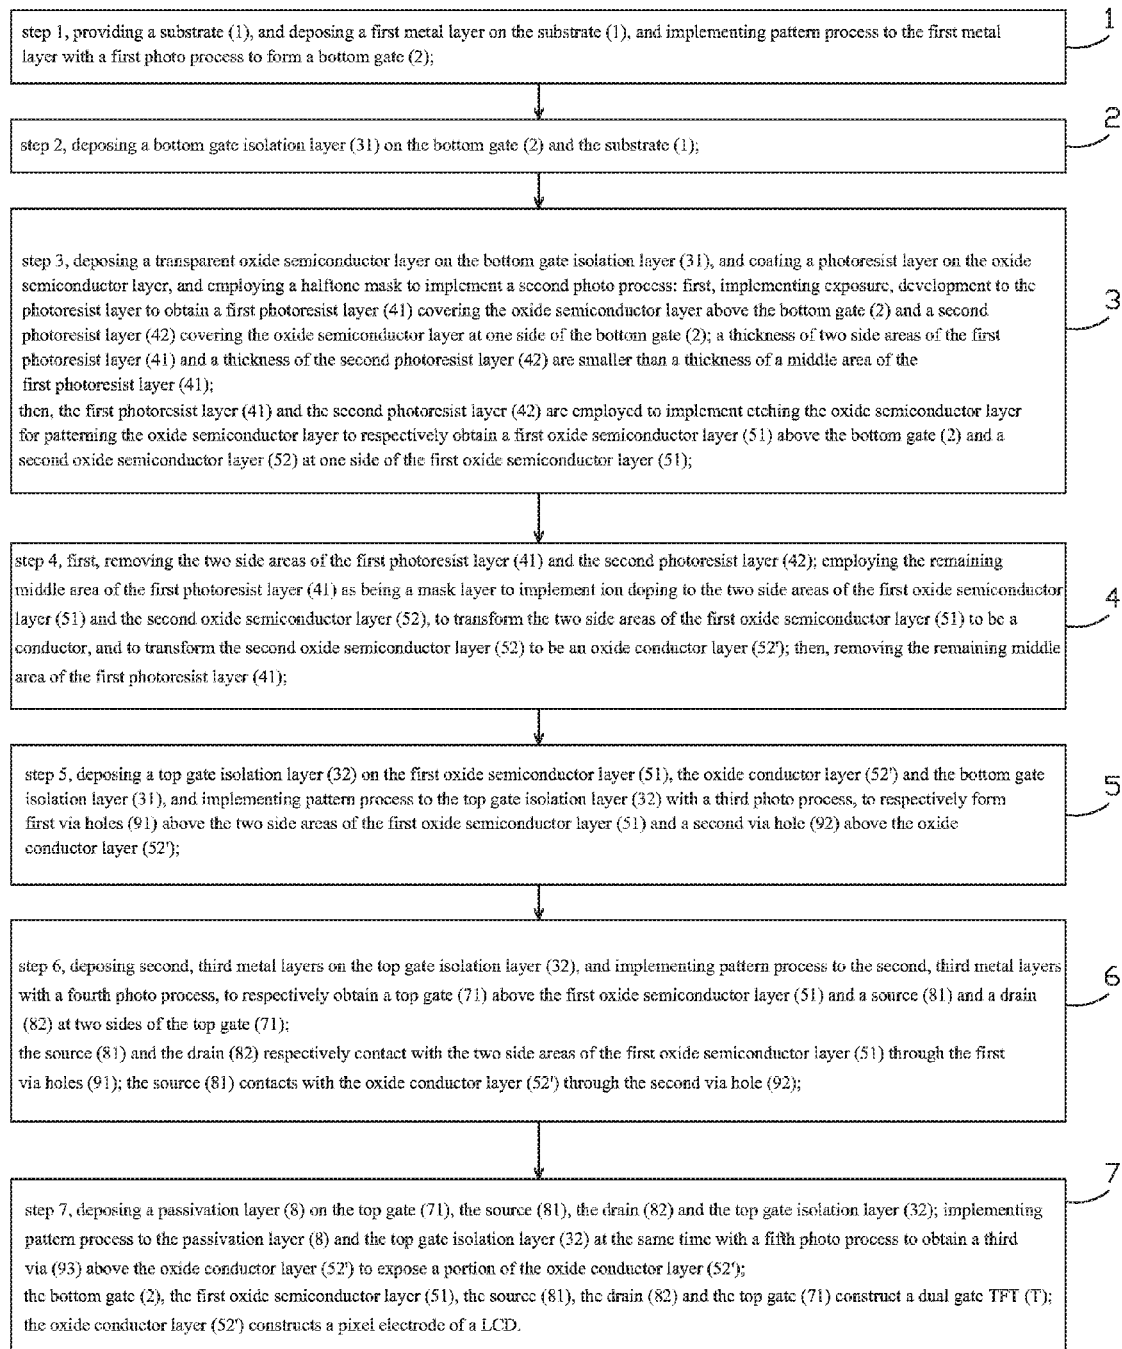 step 1, providing a substrate (1), and deposing a first metal layer on the substrate (1), and implementing pattern process to the first metal
layer with a first photo process to form a bottom gate (2);
1
step 2, deposing a bottom gate isolation layer (31) on the bottom gate (2) and the substrate (1);
2
step 3, deposing a transparent oxide semiconductor layer on the bottom gate isolation layer (31), and coating a photoresist layer on the oxide
semiconductor layer, and employing a halftone mask to implement a second photo process: first, implementing exposure, development to the
photoresist layer to obtain a first photoresist layer (41) covering the oxide semiconductor layer above the bottom gate (2) and a second
photoresist layer (42) covering the oxide semiconductor layer at one side of the bottom gate (2); a thickness of two side areas of the first
photoresist layer (41) and a thickness of the second photoresist layer (42) are smaller than a thickness of a middle area of the
first photoresist layer (41);
then, the first photoresist layer (41) and the second photoresist layer (42) are employed to implement etching the oxide semiconductor layer
for patterning the oxide semiconductor layer to respectively obtain a first oxide semiconductor layer (51) above the bottom gate (2) and a
second oxide semiconductor layer (52) at one side of the first oxide semiconductor layer (51);
3
step 4, first, removing the two side areas of the first photoresist layer (41) and the second photoresist layer (42); employing the remaining
middle area of the first photoresist layer (41) as being a mask layer to implement ion doping to the two side areas of the first oxide semiconductor
layer (51) and the second oxide semiconductor layer (52), to transform the two side areas of the first oxide semiconductor layer (51) to be a
conductor, and to transform the second oxide semiconductor layer (52) to be an oxide conductor layer (52'); then, removing the remaining middle
area of the first photoresist layer (41);
4
step 5, deposing a top gate isolation layer (32) on the first oxide semiconductor layer (51), the oxide conductor layer (52') and the bottom gate
isolation layer (31), and implementing pattern process to the top gate isolation layer (32) with a third photo process, to respectively form
first via holes (91) above the two side areas of the first oxide semiconductor layer (51) and a second via hole (92) above the oxide
conductor layer (52');
5
step 6, deposing second, third metal layers on the top gate isolation layer (32), and implementing pattern process to the second, third metal layers
with a fourth photo process, to respectively obtain a top gate (71) above the first oxide semiconductor layer (51) and a source (81) and a drain
(82) at two sides of the top gate (71);
the source (81) and the drain (82) respectively contact with the two side areas of the first oxide semiconductor layer (51) through the first
via holes (91); the source (81) contacts with the oxide conductor layer (52') through the second via hole (92);
6
step 7, deposing a passivation layer (8) on the top gate (71), the source (81), the drain (82) and the top gate isolation layer (32); implementing
pattern process to the passivation layer (8) and the top gate isolation layer (32) at the same time with a fifth photo process to obtain a third
via (93) above the oxide conductor layer (52') to expose a portion of the oxide conductor layer (52');
the bottom gate (2), the first oxide semiconductor layer (51), the source (81), the drain (82) and the top gate (71) construct a dual gate TFT (T);
the oxide conductor layer (52') constructs a pixel electrode of a LCD.
7